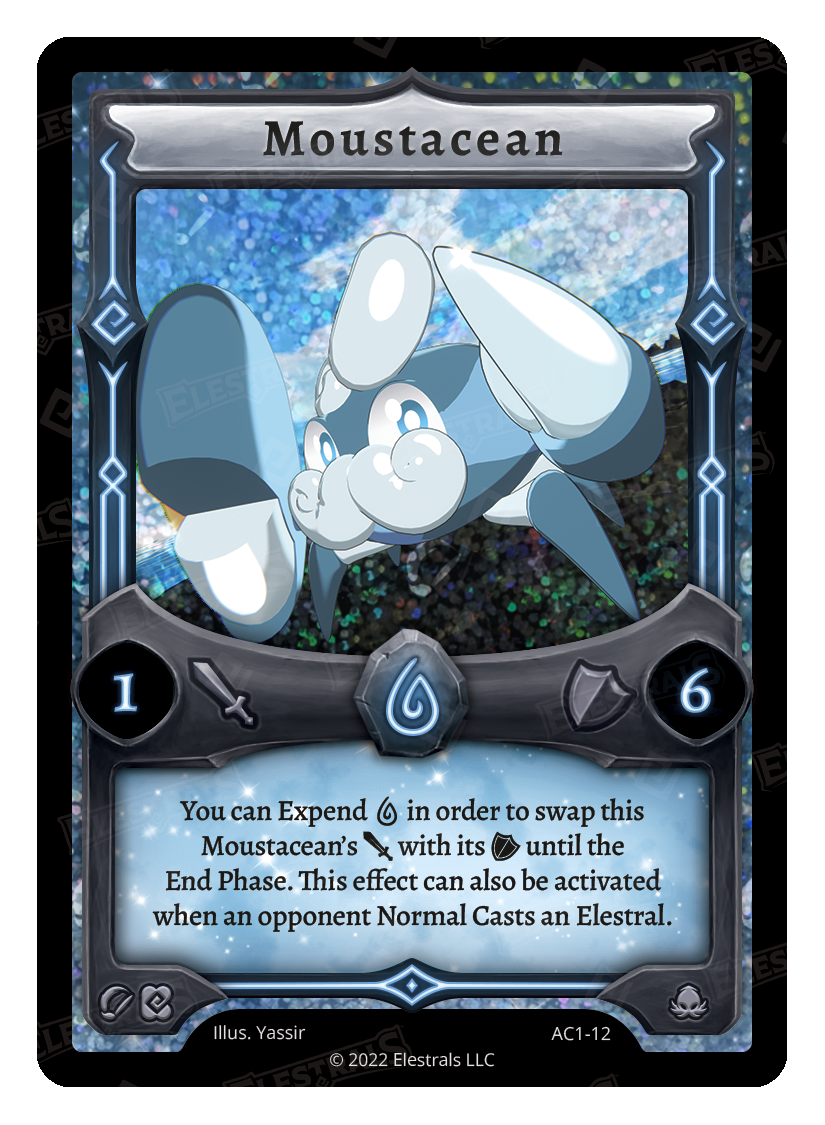 Moustacean
1
6
You can Expend in order to swap this
Moustacean's with its until the
End Phase. This effect can also be activated
when an opponent Normal Casts an Elestral.
Illus. Yassir
AC1-12
© 2022 Elestrals LLC
ELESTRALS